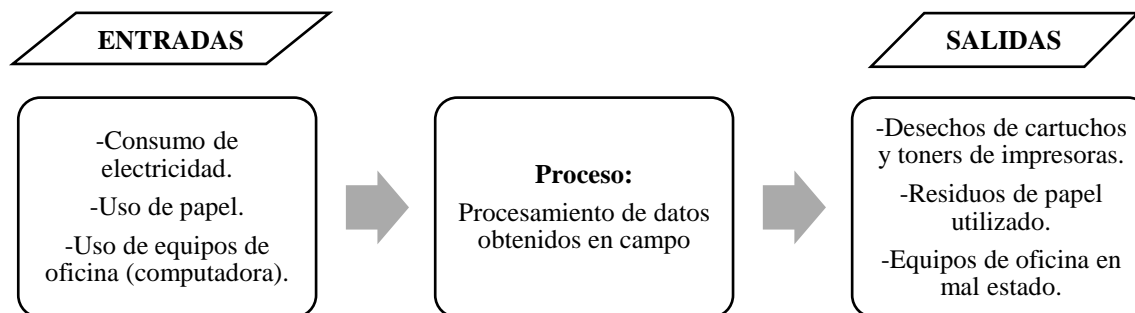 ENTRADAS
-Consumo de
electricidad.
-Uso de papel.
-Uso de equipos de
oficina (computadora).
Proceso:
Procesamiento de datos
obtenidos en campo
SALIDAS
-Desechos de cartuchos
y toners de impresoras.
-Residuos de papel
utilizado.
-Equipos de oficina en
mal estado.